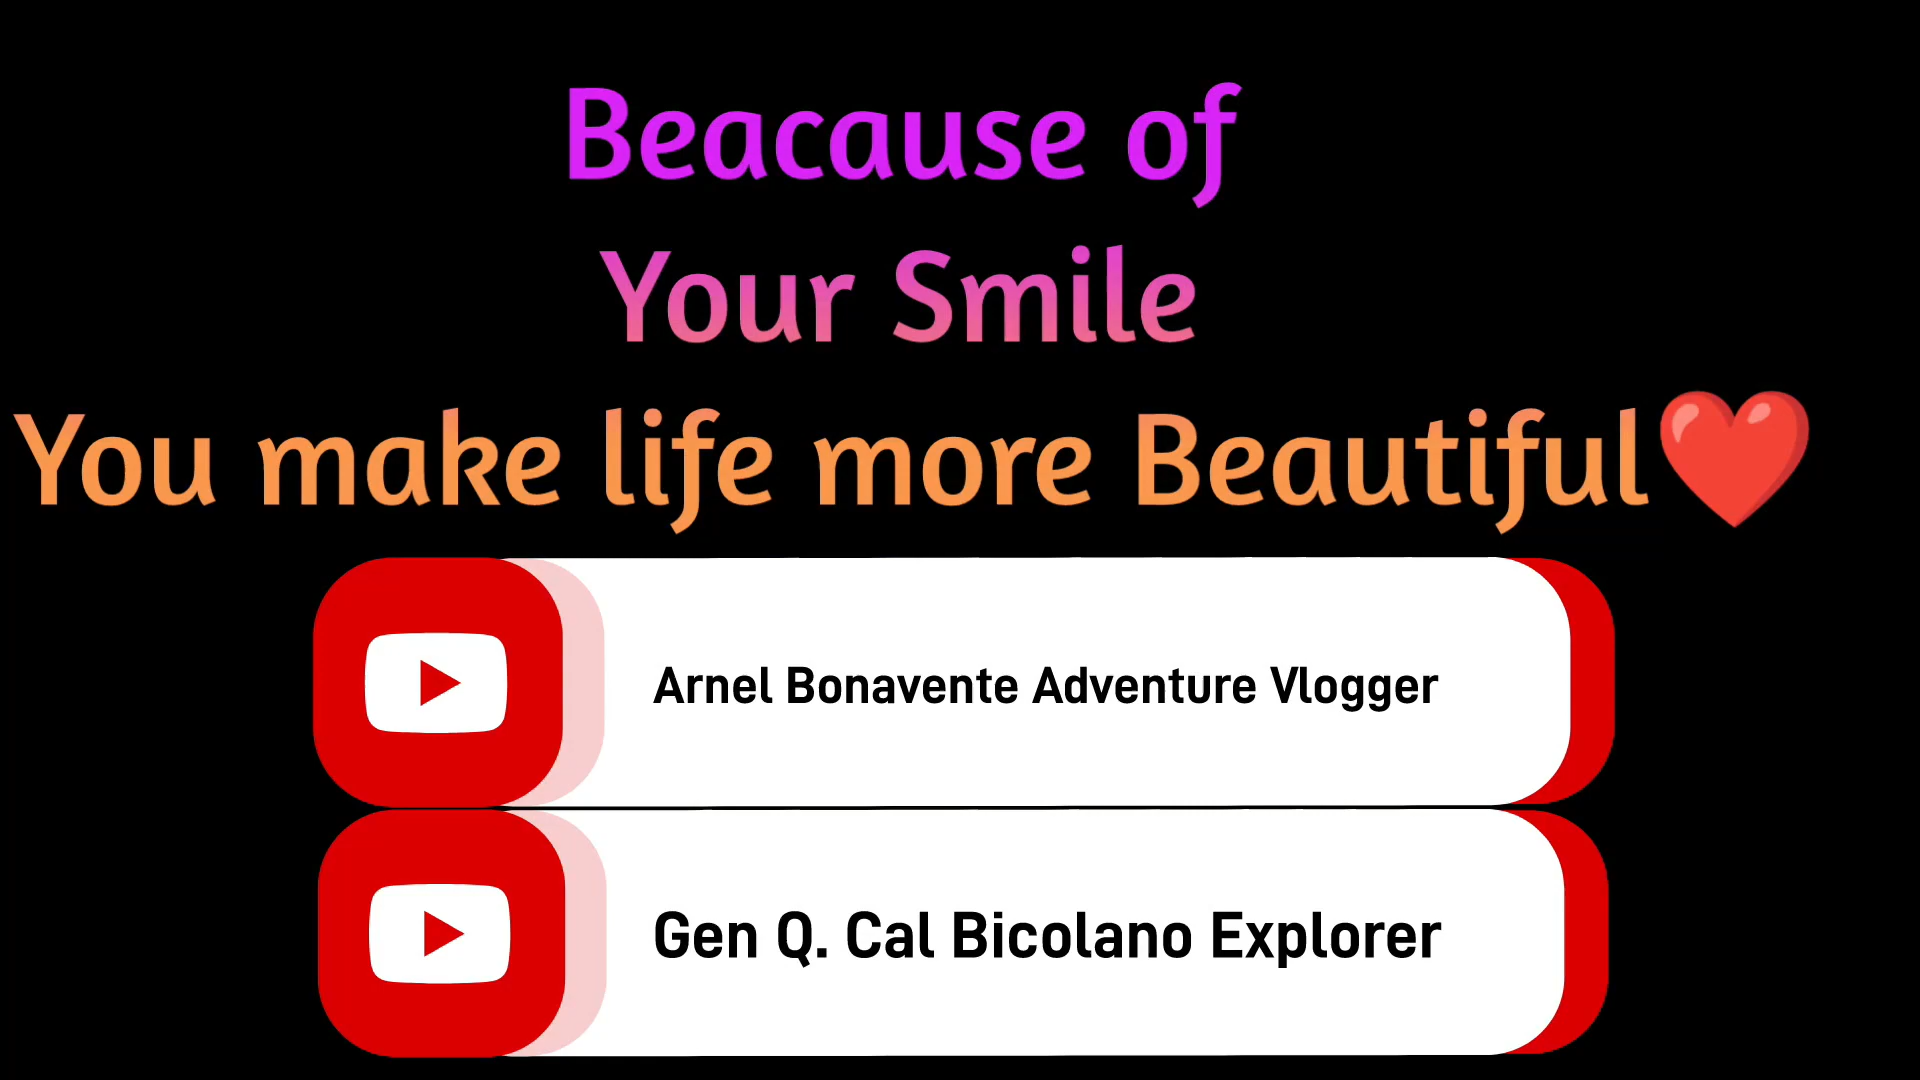 Beacause of
Your Smile
You make life more Beautiful❤️
Arnel Bonavente Adventure Vlogger
Gen Q. Cal Bicolano Explorer